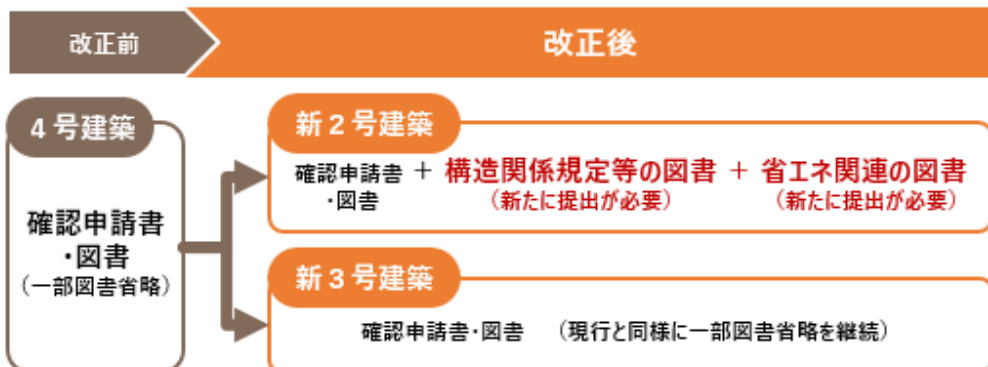 改正前
改正後
4号建築
確認申請書
・図書
（一部図書省略）
新2号建築
確認申請書 + 構造関係規定等の図書 + 省エネ関連の図書
・図書 （新たに提出が必要） （新たに提出が必要）
新3号建築
確認申請書・図書 （現行と同様に一部図書省略を継続）